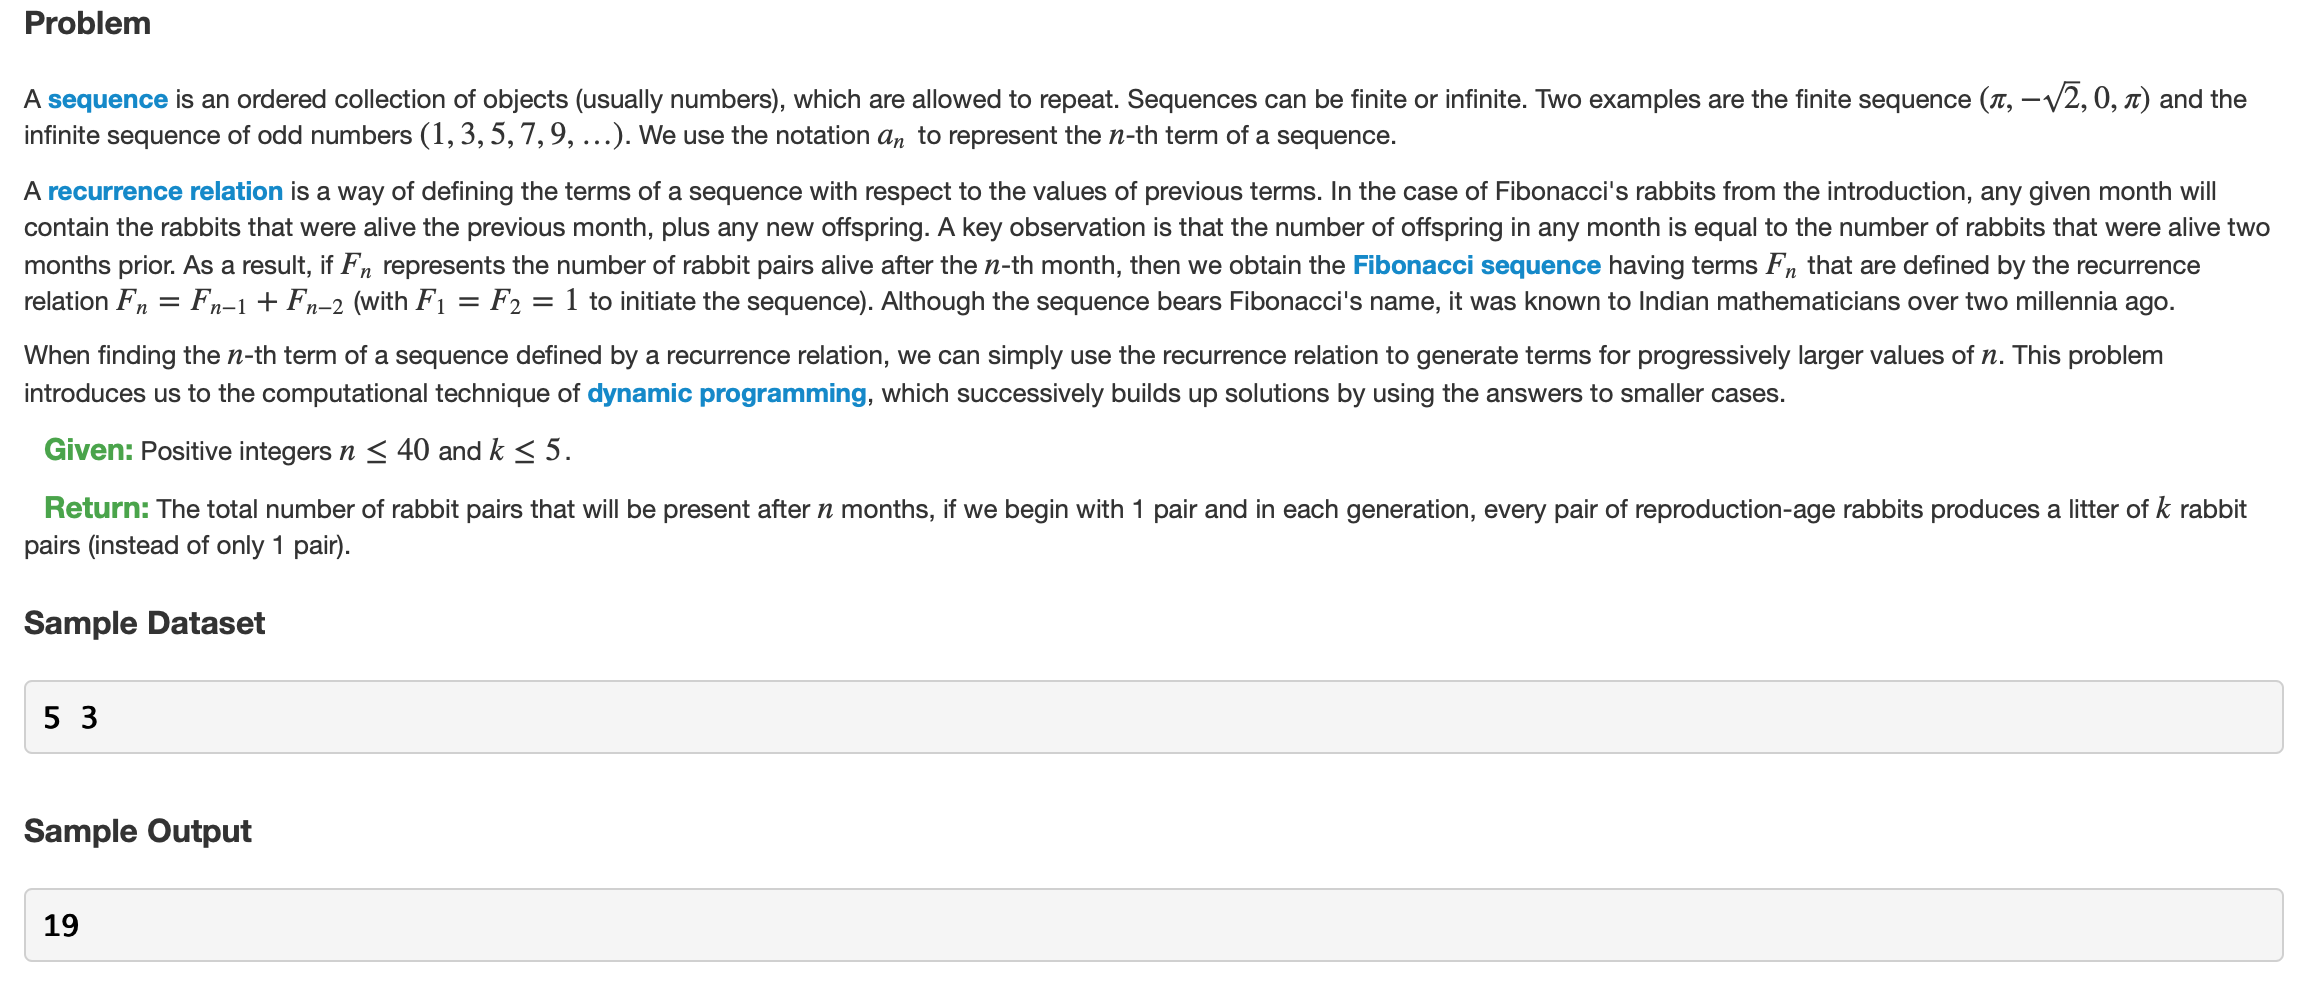 Problem
A sequence is an ordered collection of objects (usually numbers), which are allowed to repeat. Sequences can be finite or infinite. Two examples are the finite sequence (π, −√2, 0, π) and the
infinite sequence of odd numbers (1, 3, 5, 7, 9, …). We use the notation aₙ to represent the n-th term of a sequence.
A recurrence relation is a way of defining the terms of a sequence with respect to the values of previous terms. In the case of Fibonacci's rabbits from the introduction, any given month will
contain the rabbits that were alive the previous month, plus any new offspring. A key observation is that the number of offspring in any month is equal to the number of rabbits that were alive two
months prior. As a result, if Fₙ represents the number of rabbit pairs alive after the n-th month, then we obtain the Fibonacci sequence having terms Fₙ that are defined by the recurrence
relation Fₙ = Fₙ₋₁ + Fₙ₋₂ (with F₁ = F₂ = 1 to initiate the sequence). Although the sequence bears Fibonacci's name, it was known to Indian mathematicians over two millennia ago.
When finding the n-th term of a sequence defined by a recurrence relation, we can simply use the recurrence relation to generate terms for progressively larger values of n. This problem
introduces us to the computational technique of dynamic programming, which successively builds up solutions by using the answers to smaller cases.
Given: Positive integers n ≤ 40 and k ≤ 5.
Return: The total number of rabbit pairs that will be present after n months, if we begin with 1 pair and in each generation, every pair of reproduction-age rabbits produces a litter of k rabbit
pairs (instead of only 1 pair).
Sample Dataset
5 3
Sample Output
19